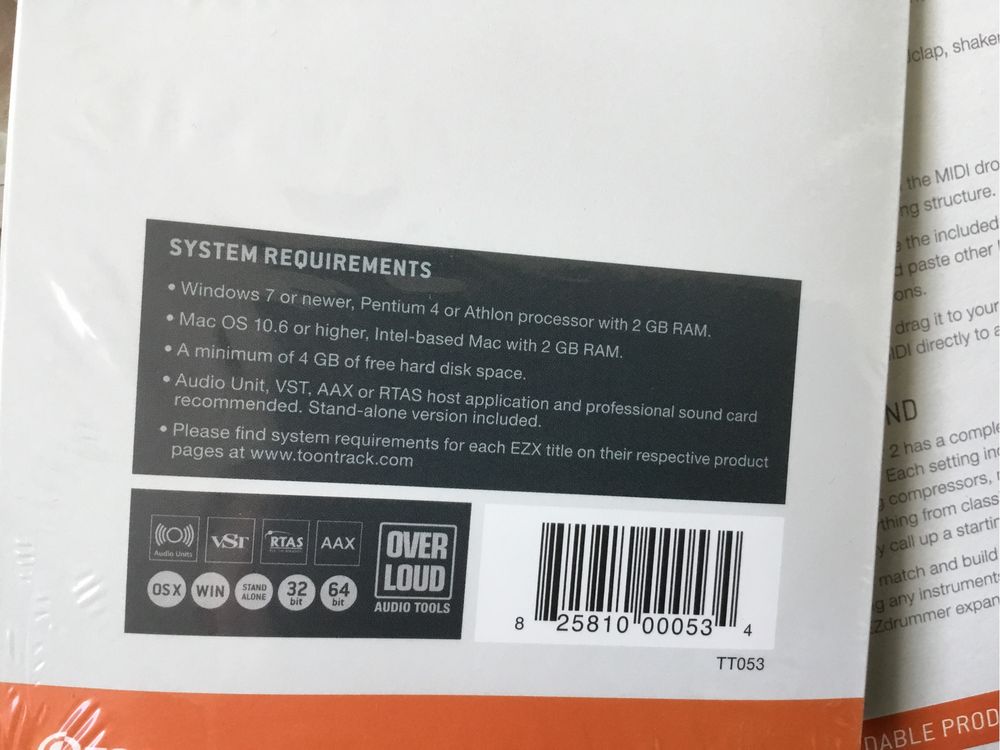 SYSTEM REQUIREMENTS
• Windows 7 or newer, Pentium 4 or Athlon processor with 2 GB RAM.
• Mac OS 10.6 or higher, Intel-based Mac with 2 GB RAM.
• A minimum of 4 GB of free hard disk space.
• Audio Unit, VST, AAX or RTAS host application and professional sound card
recommended. Stand-alone version included.
• Please find system requirements for each EZX title on their respective product
pages at www.toontrack.com
Audio Units
VST
RTAS
AAX
OS X
WIN
STAND
ALONE
32
bit
64
bit
OVER
LOUD
AUDIO TOOLS
8 25810 00053 4
TT053
clap, shaker
the MIDI dro
ng structure.
the included
paste other
ons.
drag it to your
IDI directly to a
ND
2 has a comple
Each setting inc
compressors,
thing from class
y call up a startin
match and build
g any instrument
EZdrummer expan
DABLE PROD